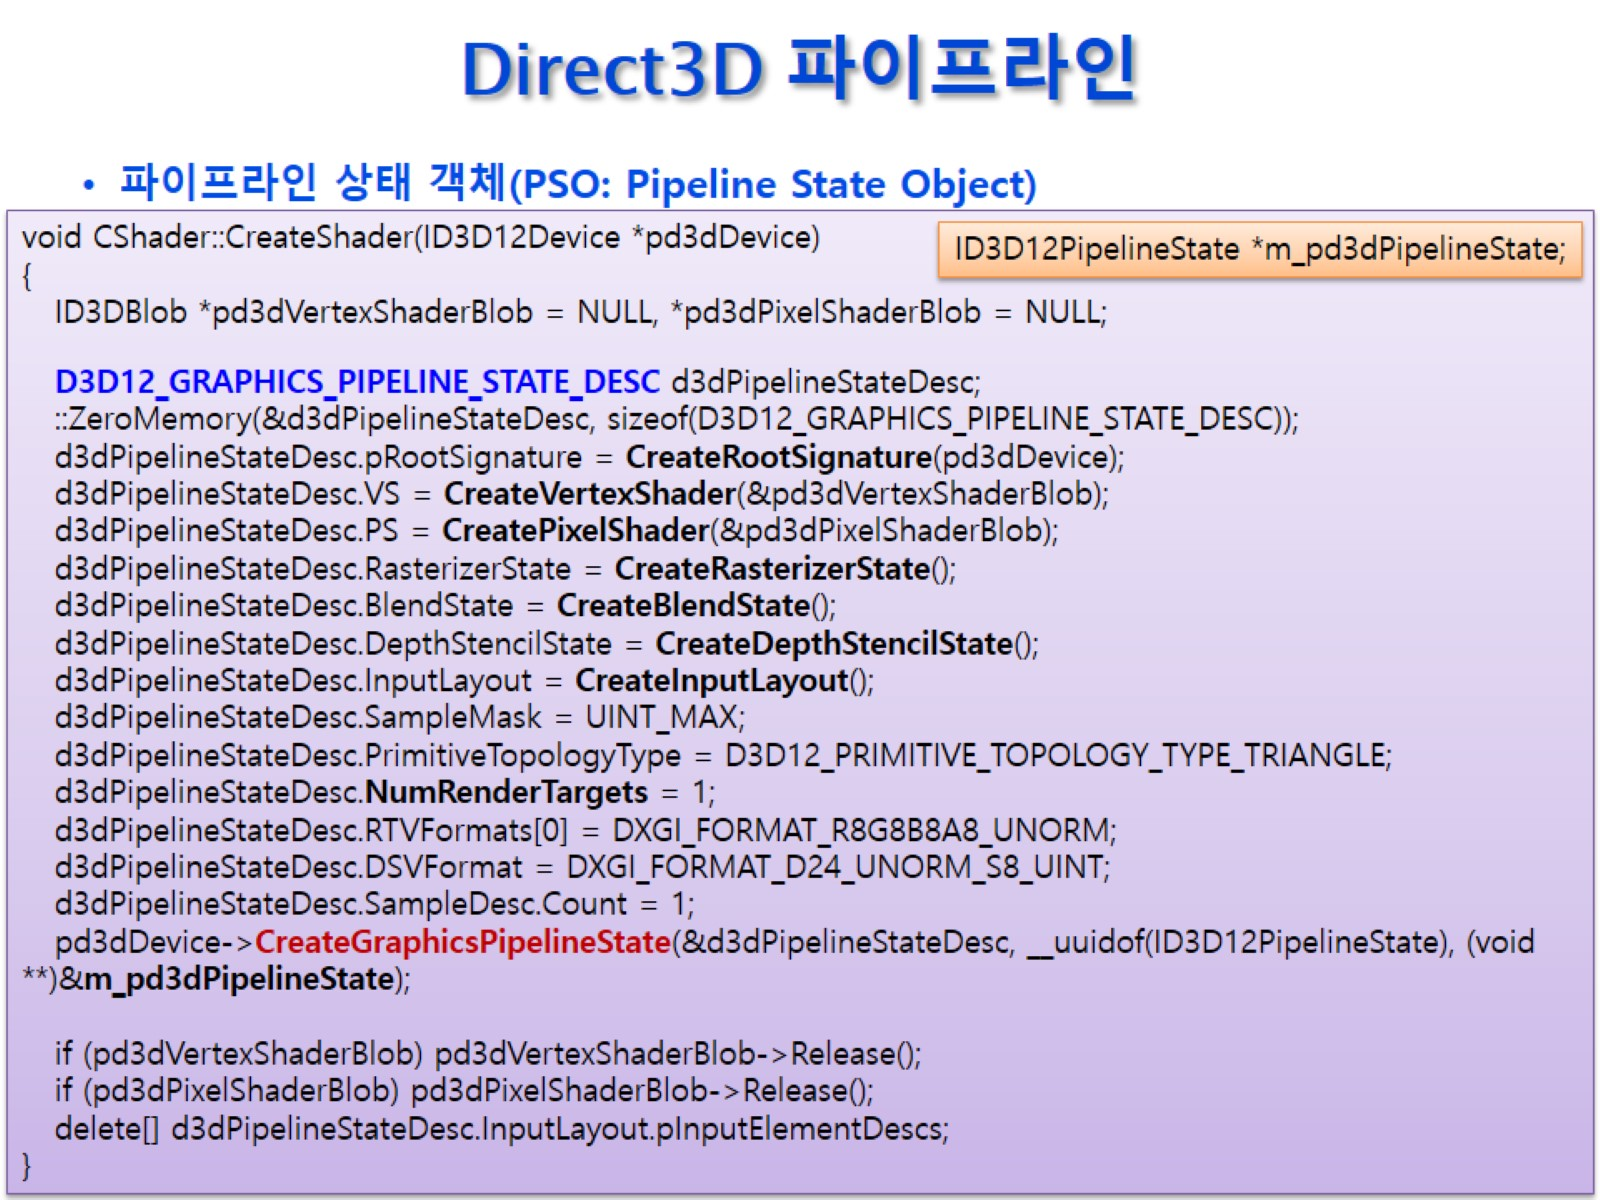 Direct3D 파이프라인
• 파이프라인 상태 객체(PSO: Pipeline State Object)
void CShader::CreateShader(ID3D12Device *pd3dDevice)
ID3D12PipelineState *m_pd3dPipelineState;
{
ID3DBlob *pd3dVertexShaderBlob = NULL, *pd3dPixelShaderBlob = NULL;
D3D12_GRAPHICS_PIPELINE_STATE_DESC d3dPipelineStateDesc;
::ZeroMemory(&d3dPipelineStateDesc, sizeof(D3D12_GRAPHICS_PIPELINE_STATE_DESC));
d3dPipelineStateDesc.pRootSignature = CreateRootSignature(pd3dDevice);
d3dPipelineStateDesc.VS = CreateVertexShader(&pd3dVertexShaderBlob);
d3dPipelineStateDesc.PS = CreatePixelShader(&pd3dPixelShaderBlob);
d3dPipelineStateDesc.RasterizerState = CreateRasterizerState();
d3dPipelineStateDesc.BlendState = CreateBlendState();
d3dPipelineStateDesc.DepthStencilState = CreateDepthStencilState();
d3dPipelineStateDesc.InputLayout = CreateInputLayout();
d3dPipelineStateDesc.SampleMask = UINT_MAX;
d3dPipelineStateDesc.PrimitiveTopologyType = D3D12_PRIMITIVE_TOPOLOGY_TYPE_TRIANGLE;
d3dPipelineStateDesc.NumRenderTargets = 1;
d3dPipelineStateDesc.RTVFormats[0] = DXGI_FORMAT_R8G8B8A8_UNORM;
d3dPipelineStateDesc.DSVFormat = DXGI_FORMAT_D24_UNORM_S8_UINT;
d3dPipelineStateDesc.SampleDesc.Count = 1;
pd3dDevice->CreateGraphicsPipelineState(&d3dPipelineStateDesc, __uuidof(ID3D12PipelineState), (void
**)&m_pd3dPipelineState);
if (pd3dVertexShaderBlob) pd3dVertexShaderBlob->Release();
if (pd3dPixelShaderBlob) pd3dPixelShaderBlob->Release();
delete[] d3dPipelineStateDesc.InputLayout.pInputElementDescs;
}